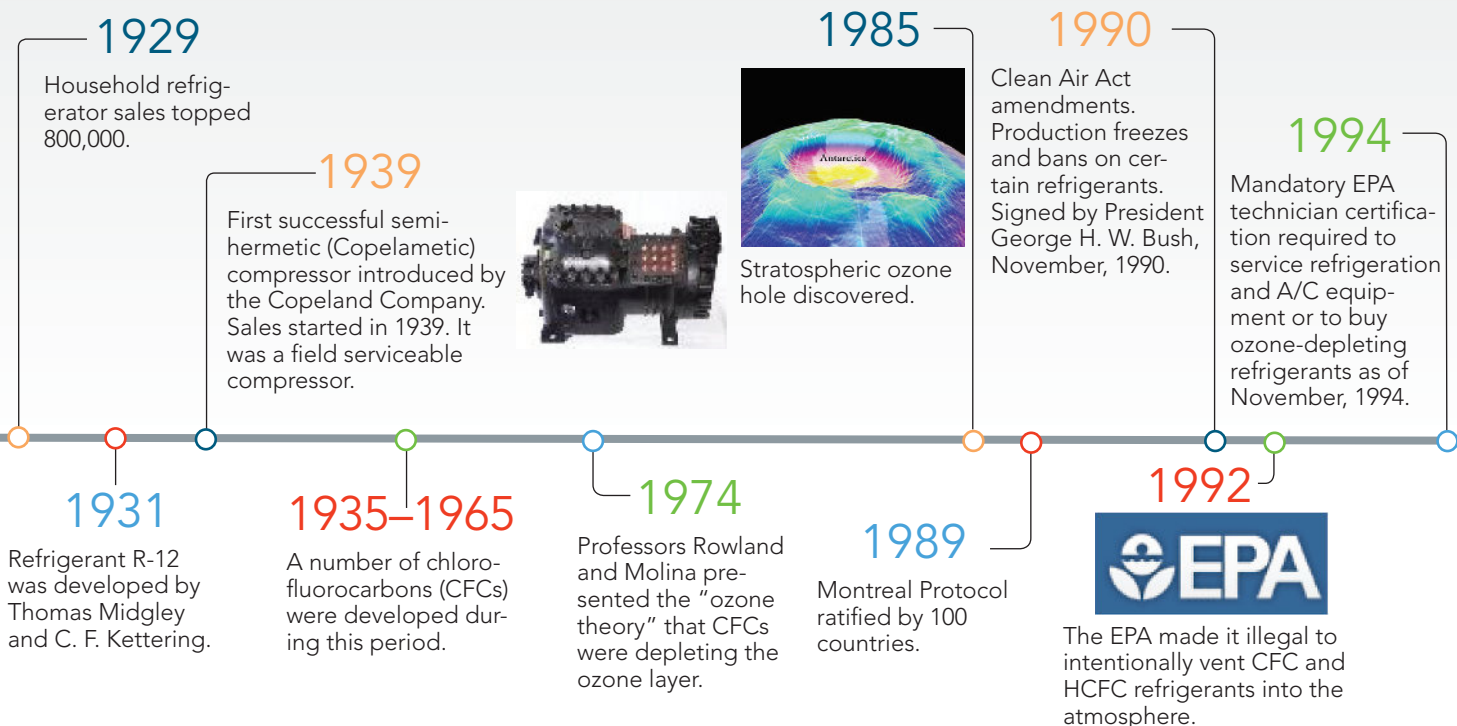 1929
Household refrig-
erator sales topped
800,000.
1939
First successful semi-
hermetic (Copelametic)
compressor introduced by
the Copeland Company.
Sales started in 1939. It
was a field serviceable
compressor.
1985
Antarctica
Stratospheric ozone
hole discovered.
1990
Clean Air Act
amendments.
Production freezes
and bans on cer-
tain refrigerants.
Signed by President
George H. W. Bush,
November, 1990.
1994
Mandatory EPA
technician certifica-
tion required to
service refrigeration
and A/C equip-
ment or to buy
ozone-depleting
refrigerants as of
November, 1994.
1931
Refrigerant R-12
was developed by
Thomas Midgley
and C. F. Kettering.
1935–1965
A number of chloro-
fluorocarbons (CFCs)
were developed dur-
ing this period.
1974
Professors Rowland
and Molina pre-
sented the “ozone
theory” that CFCs
were depleting the
ozone layer.
1989
Montreal Protocol
ratified by 100
countries.
1992
EPA
The EPA made it illegal to
intentionally vent CFC and
HCFC refrigerants into the
atmosphere.